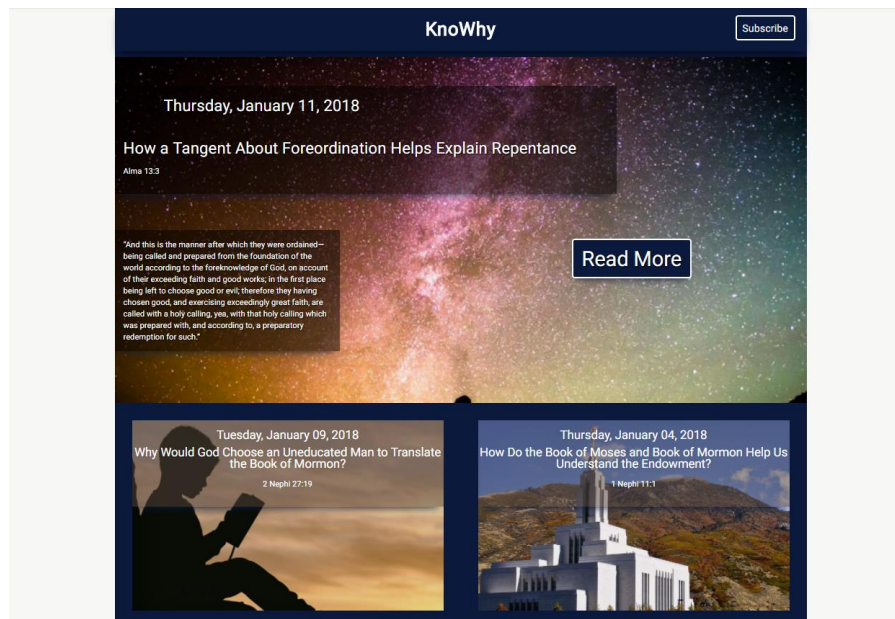 KnoWhy
Subscribe
Thursday, January 11, 2018
How a Tangent About Foreordination Helps Explain Repentance
Alma 13:3
“And this is the manner after which they were ordained—
being called and prepared from the foundation of the
world according to the foreknowledge of God, on account
of their exceeding faith and good works; in the first place
being left to choose good or evil; therefore they having
chosen good, and exercising exceedingly great faith, are
called with a holy calling, yea, with that holy calling which
was prepared with, and according to, a preparatory
redemption for such.”
Read More
Tuesday, January 09, 2018
Why Would God Choose an Uneducated Man to Translate
the Book of Mormon?
2 Nephi 27:19
Thursday, January 04, 2018
How Do the Book of Moses and Book of Mormon Help Us
Understand the Endowment?
1 Nephi 11:1